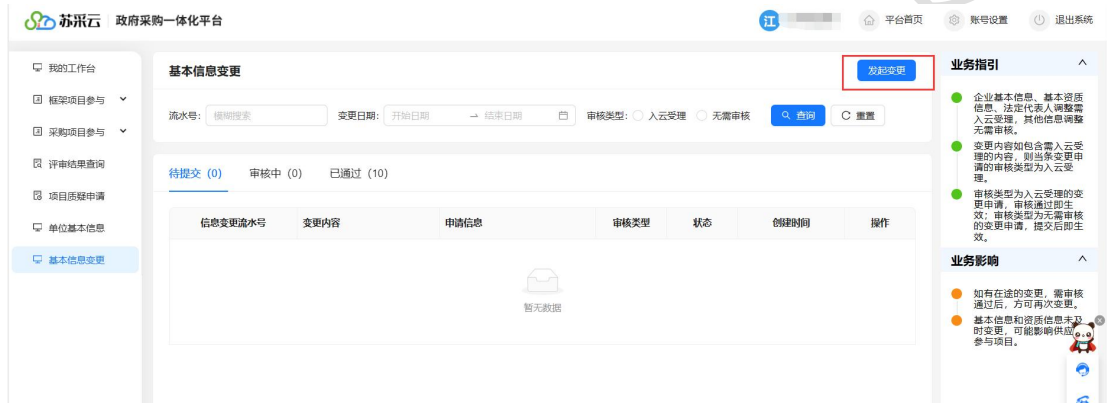 苏采云 政府采购一体化平台
江 平台首页 账号设置 退出系统
我的工作台
框架项目参与
采购项目参与
评审结果查询
项目质疑申请
单位基本信息
基本信息变更
基本信息变更 发起变更
流水号: 模糊搜索 变更日期: 开始日期 → 结束日期 审核类型: 入云受理 无需审核 查询 重置
待提交 (0) 审核中 (0) 已通过 (10)
信息变更流水号 变更内容 申请信息 审核类型 状态 创建时间 操作
暂无数据
业务指引
企业基本信息、基本资质
信息、法定代表人调整需
入云受理，其他信息调整
无需审核。
变更内容如包含需入云受
理的内容，则当条变更申
请的审核类型为入云受
理。
审核类型为入云受理的变
更申请，审核通过即生
效；审核类型为无需审核
的变更申请，提交后即生
效。
业务影响
如有在途的变更，需审核
通过后，方可再次变更。
基本信息和资质信息未及
时变更，可能影响供应
参与项目。